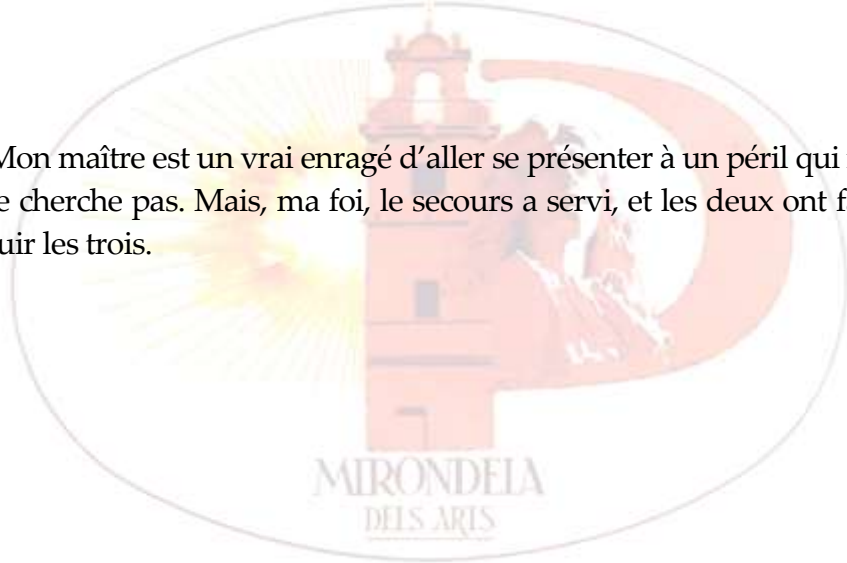 Mon maître est un vrai enragé d’aller se présenter à un péril qui
e cherche pas. Mais, ma foi, le secours a servi, et les deux ont f
uir les trois.
MIRONDELA
DELS ARTS